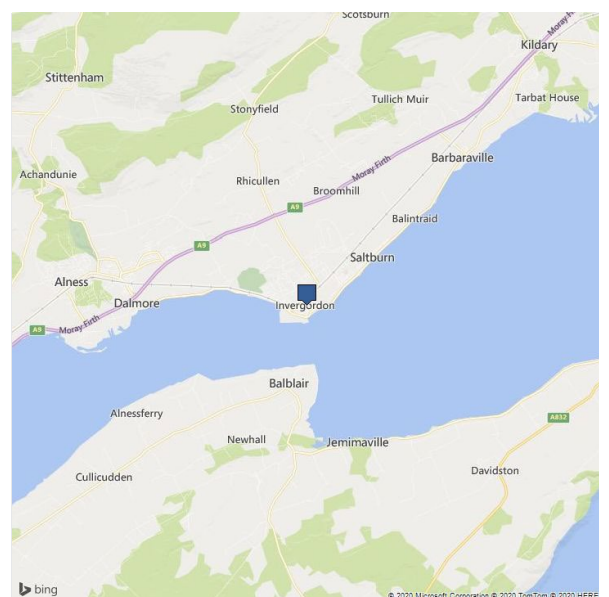 Scotsburn
Moray F
Kildary
Stittenham
Tullich Muir
Tarbat House
Stonyfield
Barbaraville
Moray Firth
Achandunie
Rhicullen
Broomhill
A9
Balintraid
A9
Saltburn
Alness
Dalmore
Invergordon
Moray Firth
A9
Balblair
Alnessferry
A832
Newhall
Jemimaville
Davidston
Cullicudden
bing
© 2020 Microsoft Corporation © 2020 TomTom © 2020 HERE